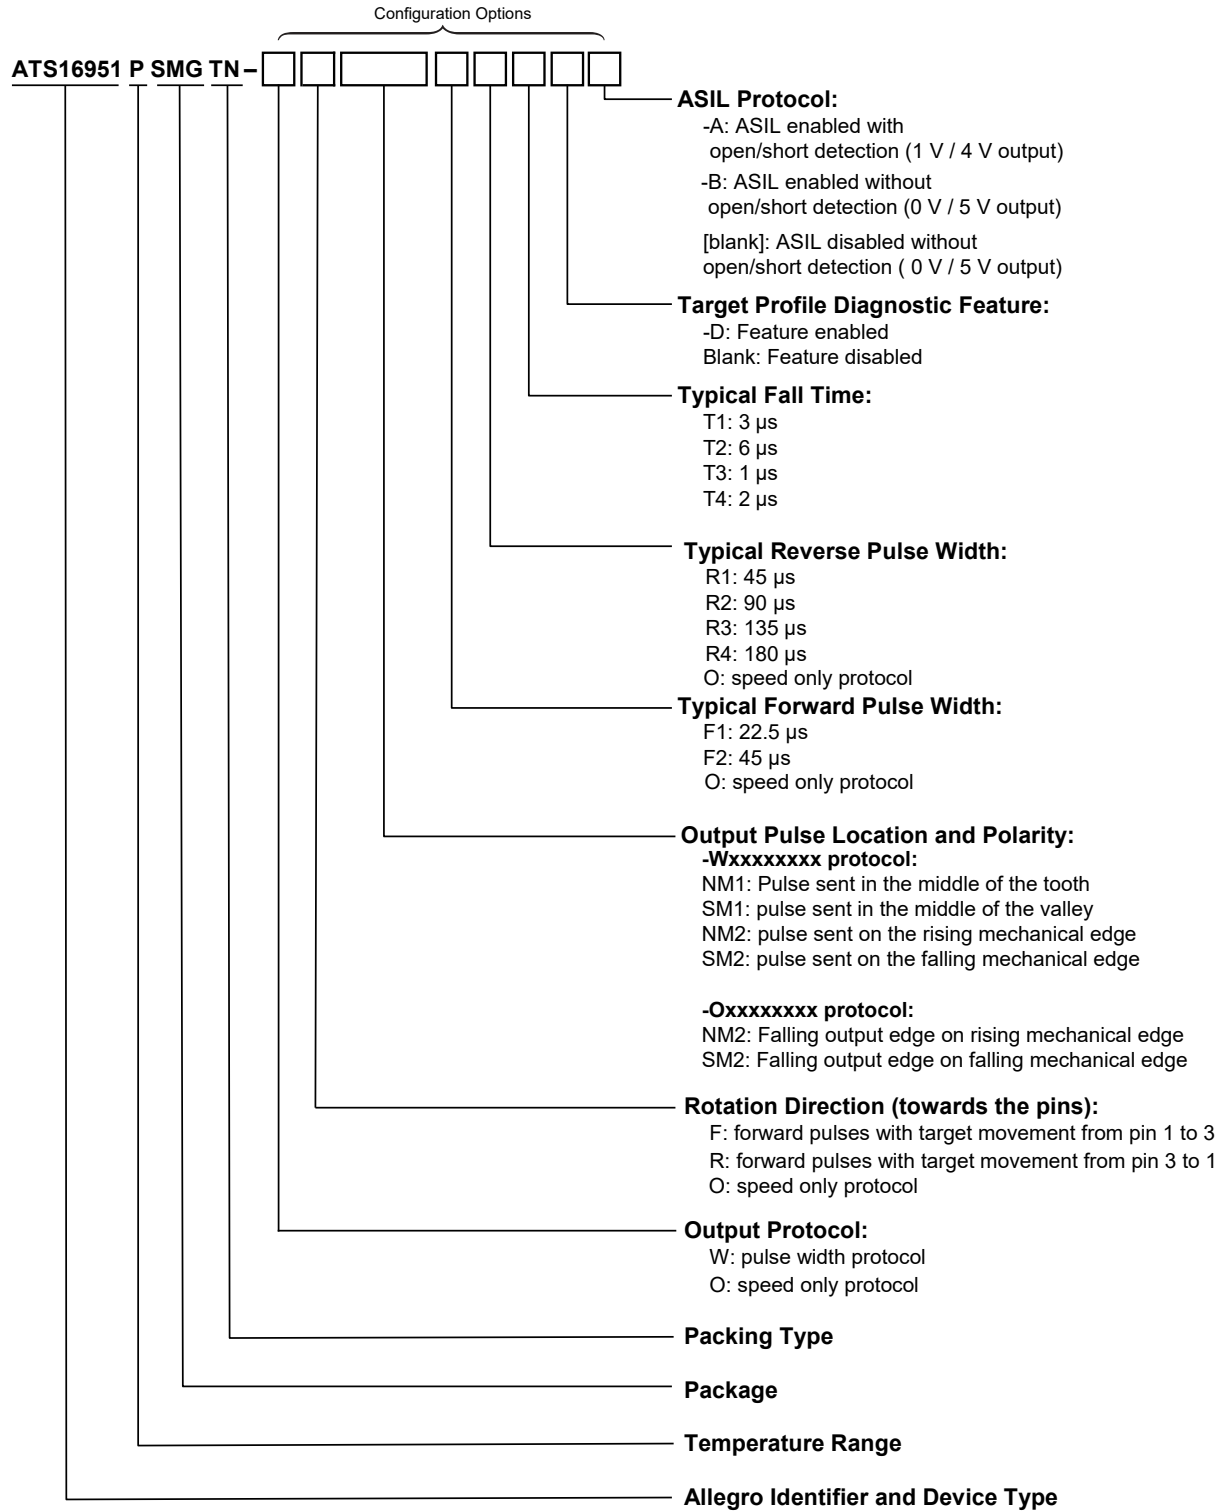 Configuration Options
ATS16951 P SMG TN –
ASIL Protocol:
-A: ASIL enabled with
open/short detection (1 V / 4 V output)
-B: ASIL enabled without
open/short detection (0 V / 5 V output)
[blank]: ASIL disabled without
open/short detection ( 0 V / 5 V output)
Target Profile Diagnostic Feature:
-D: Feature enabled
Blank: Feature disabled
Typical Fall Time:
T1: 3 µs
T2: 6 µs
T3: 1 µs
T4: 2 µs
Typical Reverse Pulse Width:
R1: 45 µs
R2: 90 µs
R3: 135 µs
R4: 180 µs
O: speed only protocol
Typical Forward Pulse Width:
F1: 22.5 µs
F2: 45 µs
O: speed only protocol
Output Pulse Location and Polarity:
-Wxxxxxxxx protocol:
NM1: Pulse sent in the middle of the tooth
SM1: pulse sent in the middle of the valley
NM2: pulse sent on the rising mechanical edge
SM2: pulse sent on the falling mechanical edge
-Oxxxxxxxx protocol:
NM2: Falling output edge on rising mechanical edge
SM2: Falling output edge on falling mechanical edge
Rotation Direction (towards the pins):
F: forward pulses with target movement from pin 1 to 3
R: forward pulses with target movement from pin 3 to 1
O: speed only protocol
Output Protocol:
W: pulse width protocol
O: speed only protocol
Packing Type
Package
Temperature Range
Allegro Identifier and Device Type